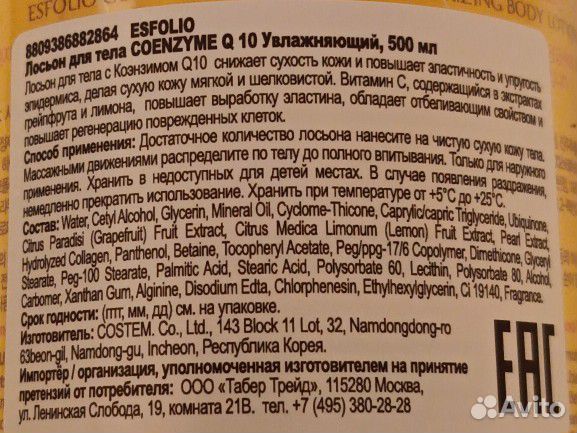 ESFOLIO
8809386882864 ESFOLIO
Лосьон для тела COENZYME Q 10 Увлажняющий, 500 мл
Лосьон для тела с Коэнзимом Q10 снижает сухость кожи и повышает эластичность и упругость
эпидермиса, делая сухую кожу мягкой и шелковистой. Витамин С, содержащийся в экстрактах
грейпфрута и лимона, повышает выработку эластина, обладает отбеливающим свойством и
повышает регенерацию поврежденных клеток.
Способ применения: Достаточное количество лосьона нанесите на чистую сухую кожу тела.
Массажными движениями распределите по телу до полного впитывания. Только для наружного
применения. Хранить в недоступных для детей местах. В случае появления раздражения,
немедленно прекратить использование. Хранить при температуре от +5°C до +25°C.
Состав: Water, Cetyl Alcohol, Glycerin, Mineral Oil, Cyclome-Thicone, Caprylic/capric Triglyceride, Ubiquinone,
Citrus Paradisi (Grapefruit) Fruit Extract, Citrus Medica Limonum (Lemon) Fruit Extract, Pearl Extract,
Hydrolyzed Collagen, Panthenol, Betaine, Tocopheryl Acetate, Peg/ppg-17/6 Copolymer, Dimethicone, Glyceryl
Stearate, Peg-100 Stearate, Palmitic Acid, Stearic Acid, Polysorbate 60, Lecithin, Polysorbate 80, Alcohol,
Carbomer, Xanthan Gum, Alginine, Disodium Edta, Chlorphenesin, Ethylhexylglycerin, Ci 19140, Fragrance.
Срок годности: (гггг, мм, дд) см. на упаковке.
Изготовитель: COSTEM. Co., Ltd., 143 Block 11 Lot, 32, Namdongdong-ro
63beon-gil, Namdong-gu, Incheon, Республика Корея.
Импортёр / организация, уполномоченная изготовителем на принятие
претензий от потребителя: ООО «Табер Трейд», 115280 Москва,
ул. Ленинская Слобода, 19, комната 21В. тел. +7 (495) 380-28-28
EAC
Avito